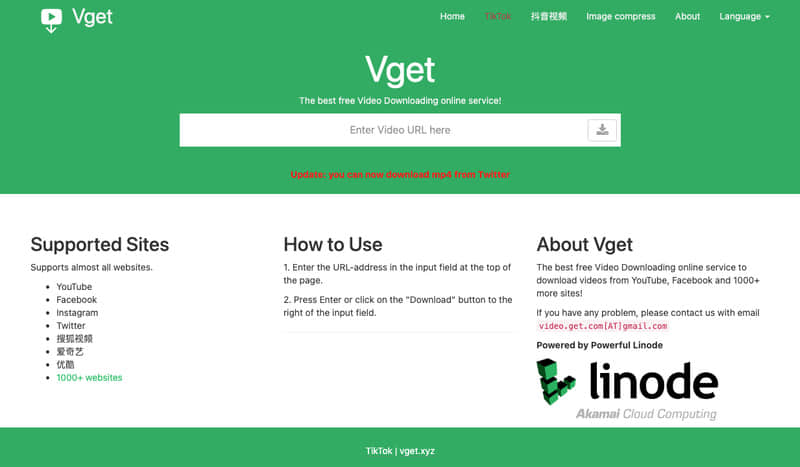 Vget
Home
TikTok
抖音视频
Image compress
About
Language
Vget
The best free Video Downloading online service!
Enter Video URL here
Update: you can now download mp4 from Twitter
Supported Sites
Supports almost all websites.
YouTube
Facebook
Instagram
Twitter
搜狐视频
爱奇艺
优酷
1000+ websites
How to Use
1. Enter the URL-address in the input field at the top of
the page.
2. Press Enter or click on the "Download" button to the
right of the input field.
About Vget
The best free Video Downloading online service to
download videos from YouTube, Facebook and 1000+
more sites!
If you have any problem, please contact us with email
video.get.com[AT]gmail.com
Powered by Powerful Linode
linode
Akamai Cloud Computing
TikTok | vget.xyz